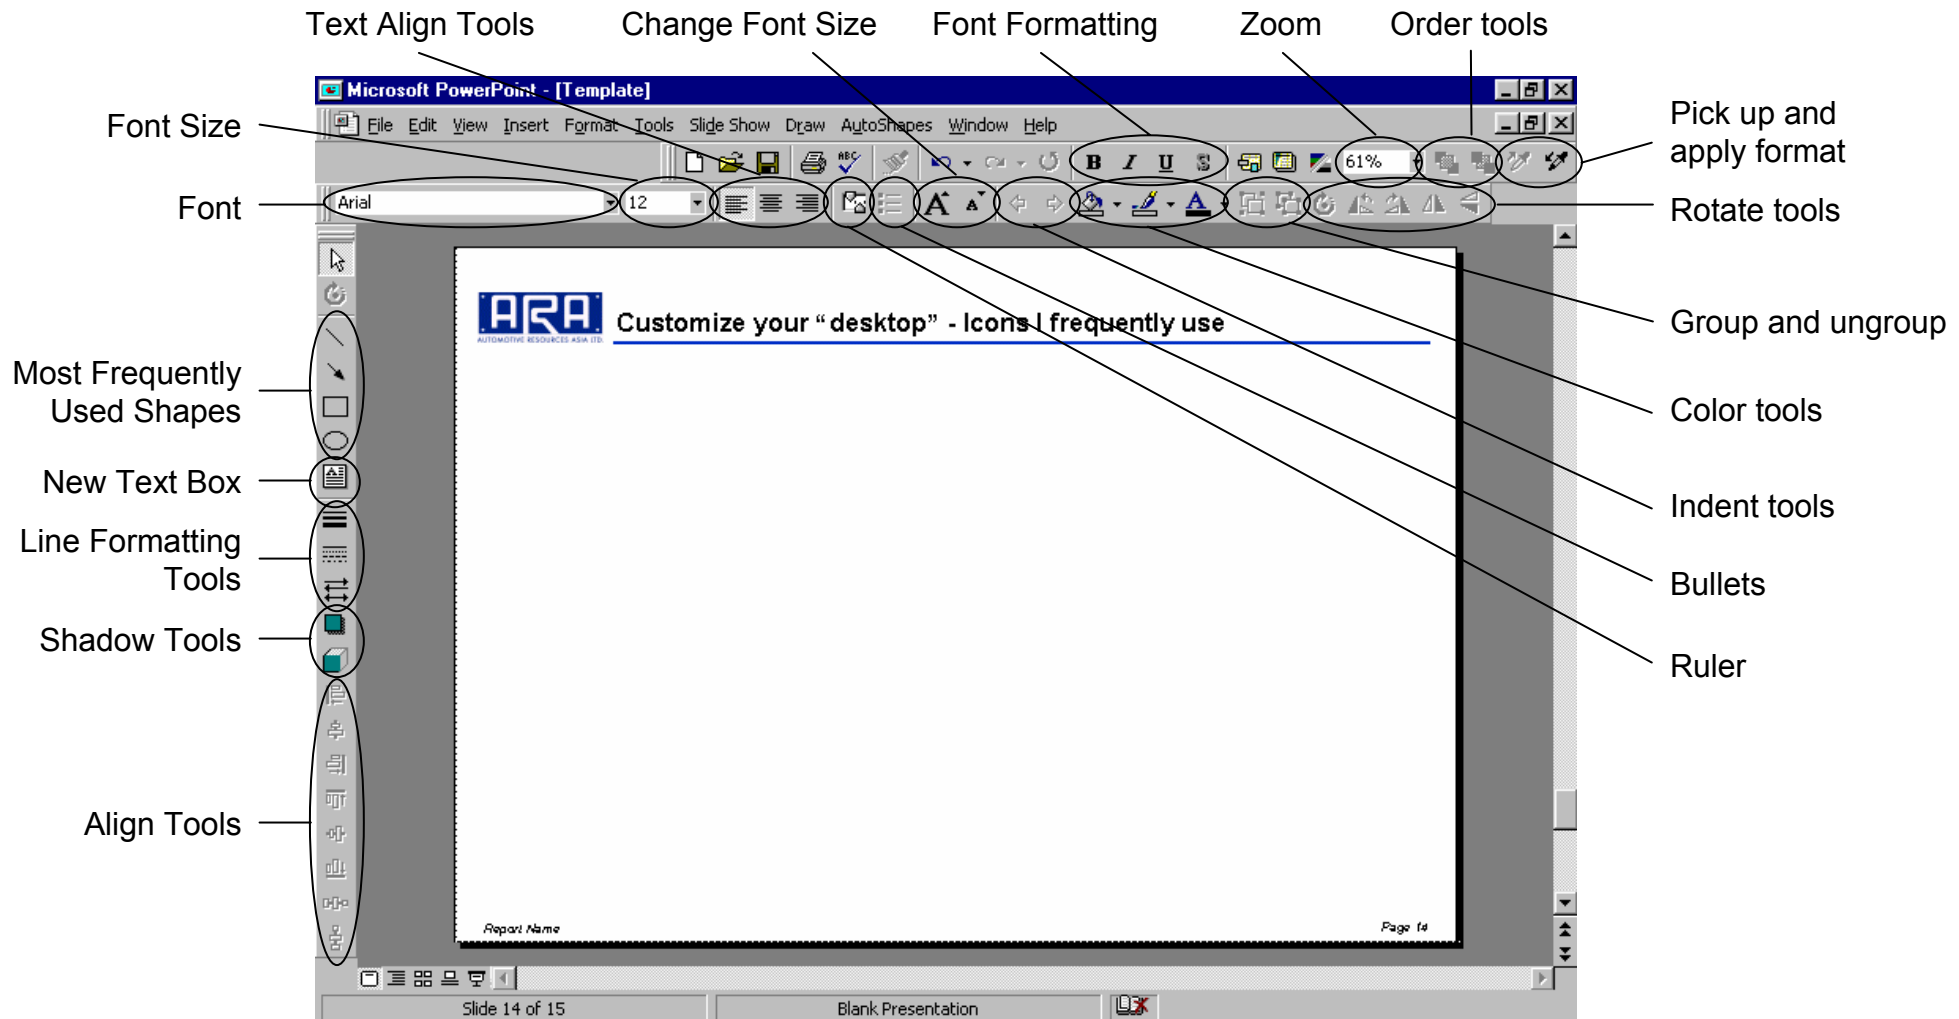 Text Align Tools
Change Font Size
Font Formatting
Zoom
Order tools
Microsoft PowerPoint - [Template]
Font Size
File Edit View Insert Format Tools Slide Show Draw AutoShapes Window Help
Pick up and
apply format
ABC
B I U S
61%
Font
Arial
12
A A
A
Rotate tools
ARA
AUTOMOTIVE RESOURCES ASIA LTD.
Customize your “desktop” - Icons I frequently use
Group and ungroup
Most Frequently
Used Shapes
Color tools
New Text Box
Indent tools
Line Formatting
Tools
Bullets
Shadow Tools
Ruler
Align Tools
Report Name
Page 14
Slide 14 of 15
Blank Presentation